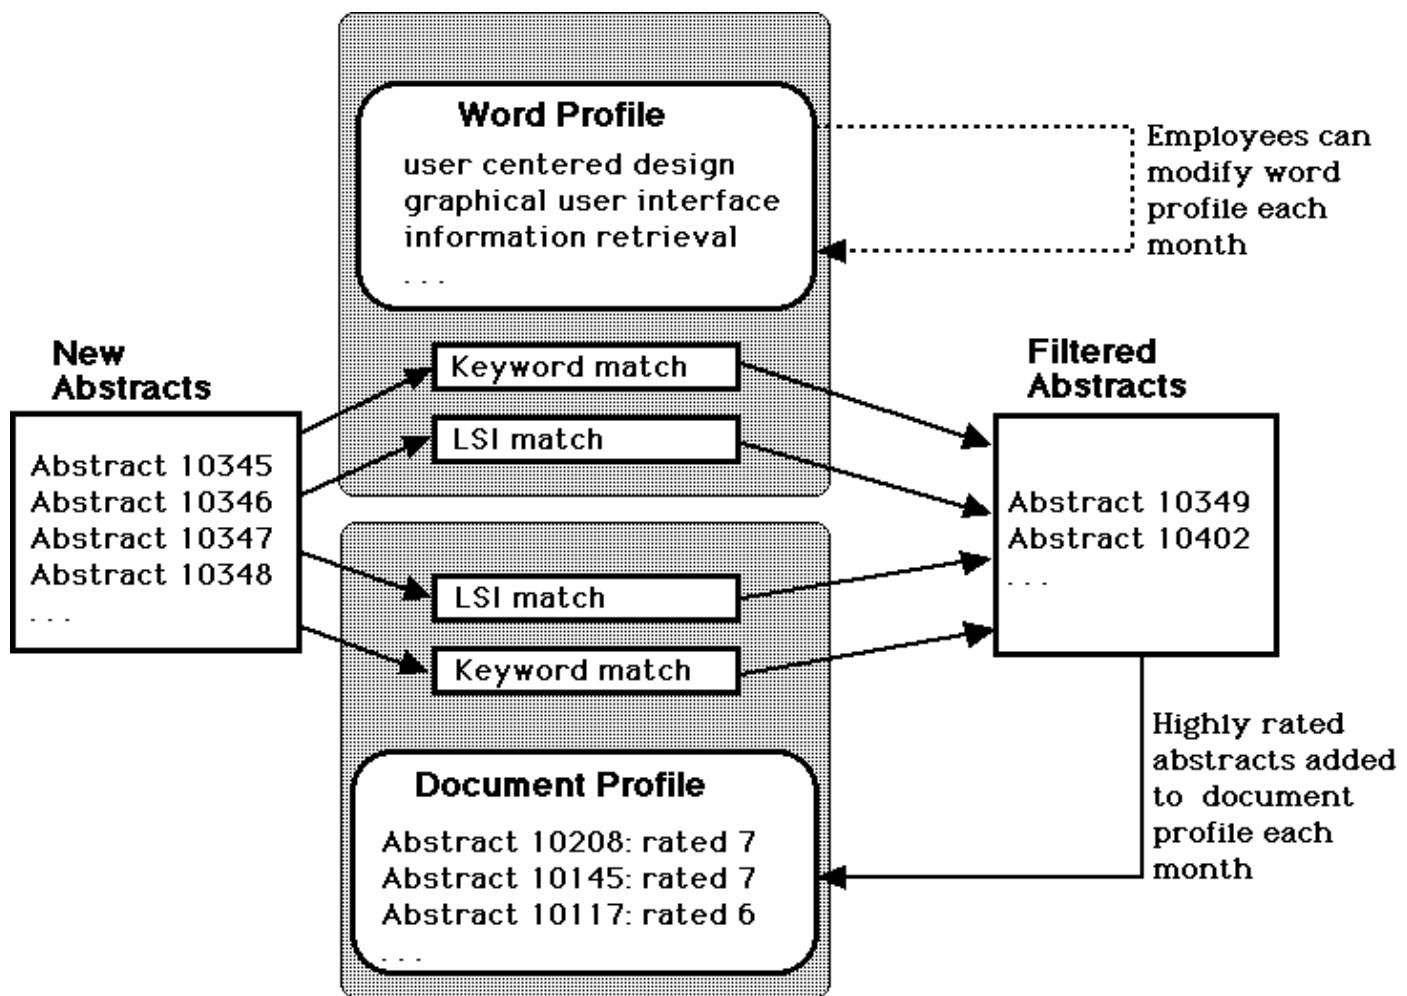 Word Profile
user centered design
graphical user interface
information retrieval
. . .
Employees can
modify word
profile each
month
New
Abstracts
Abstract 10345
Abstract 10346
Abstract 10347
Abstract 10348
. . .
Keyword match
LSI match
LSI match
Keyword match
Filtered
Abstracts
Abstract 10349
Abstract 10402
. . .
Document Profile
Abstract 10208: rated 7
Abstract 10145: rated 7
Abstract 10117: rated 6
. . .
Highly rated
abstracts added
to document
profile each
month